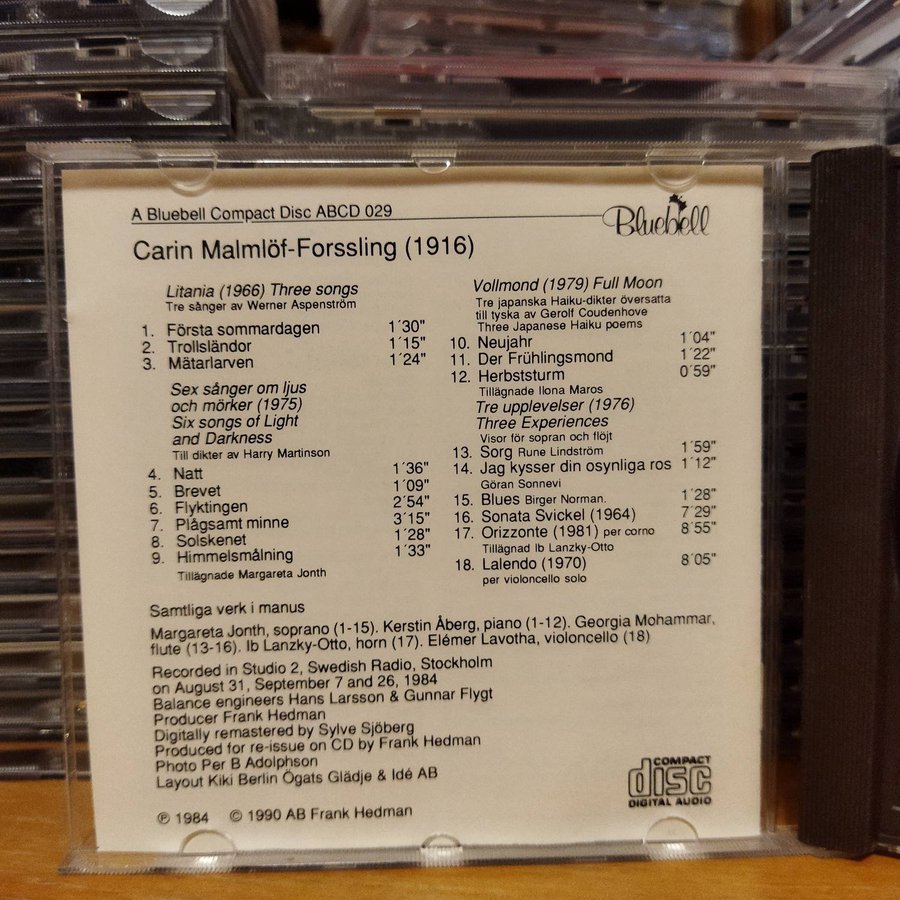 A Bluebell Compact Disc ABCD 029
Bluebell
Carin Malmlöf-Forssling (1916)
Litania (1966) Three songs
Tre sånger av Werner Aspenström
1. Första sommardagen 1´30"
2. Trollsländor 1´15"
3. Mätarlarven 1´24"
Sex sånger om ljus
och mörker (1975)
Six songs of Light
and Darkness
Till dikter av Harry Martinson
4. Natt 1´36"
5. Brevet 1´09"
6. Flyktingen 2´54"
7. Plågsamt minne 3´15"
8. Solskenet 1´28"
9. Himmelsmålning 1´33"
Tillägnade Margareta Jonth
Vollmond (1979) Full Moon
Tre japanska Haiku-dikter översatta
till tyska av Gerolf Coudenhove
Three Japanese Haiku poems
10. Neujahr 1´04"
11. Der Frühlingsmond 1´22"
12. Herbststurm 0´59"
Tillägnade Ilona Maros
Tre upplevelser (1976)
Three Experiences
Visor för sopran och flöjt
13. Sorg Rune Lindström 1´59"
14. Jag kysser din osynliga ros 1´12"
Göran Sonnevi
15. Blues Birger Norman. 1´28"
16. Sonata Svickel (1964) 7´29"
17. Orizzonte (1981) per corno 8´55"
Tillägnad Ib Lanzky-Otto
18. Lalendo (1970) 8´05"
per violoncello solo
Samtliga verk i manus
Margareta Jonth, soprano (1-15). Kerstin Åberg, piano (1-12). Georgia Mohammar,
flute (13-16). Ib Lanzky-Otto, horn (17). Elémer Lavotha, violoncello (18)
Recorded in Studio 2, Swedish Radio, Stockholm
on August 31, September 7 and 26, 1984
Balance engineers Hans Larsson & Gunnar Flygt
Producer Frank Hedman
Digitally remastered by Sylve Sjöberg
Produced for re-issue on CD by Frank Hedman
Photo Per B Adolphson
Layout Kiki Berlin Ögats Glädje & Idé AB
℗ 1984 © 1990 AB Frank Hedman
COMPACT
disc
DIGITAL AUDIO